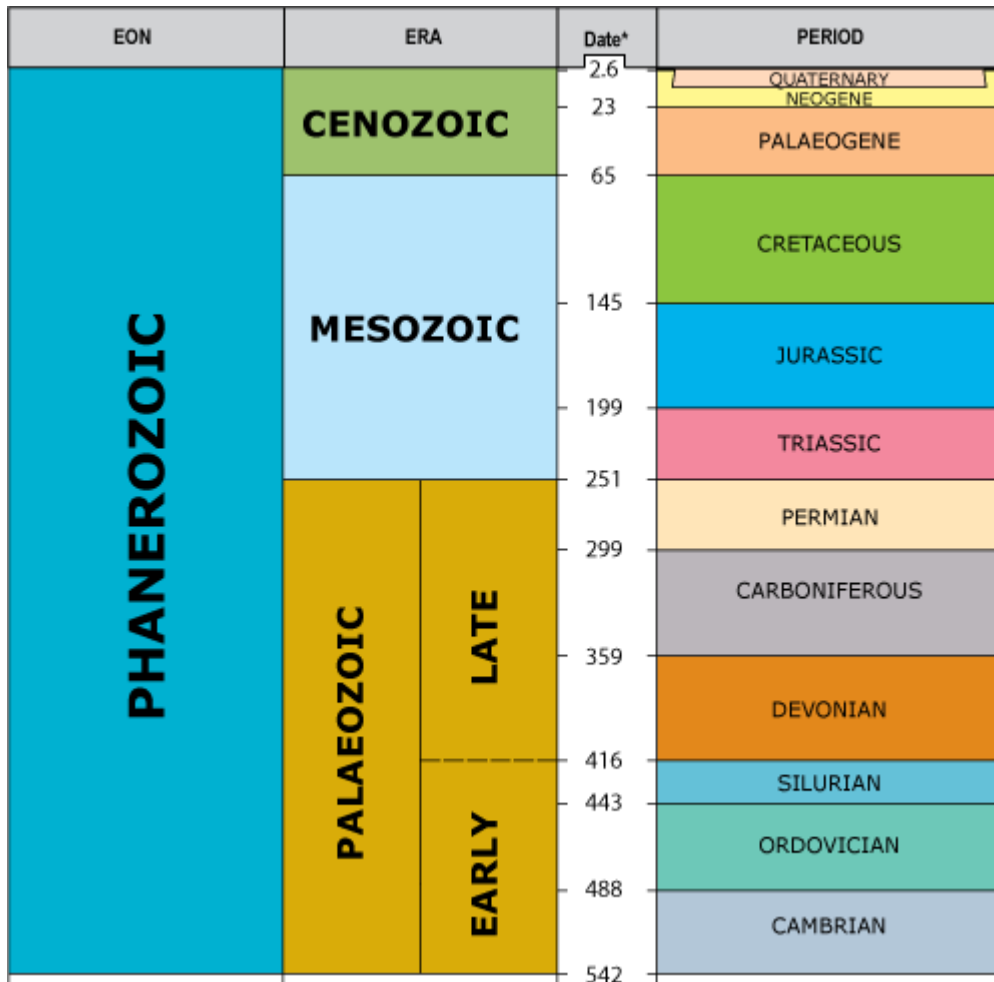 EON ERA Date* PERIOD
2.6
QUATERNARY
NEOGENE
23
CENOZOIC
PALAEOGENE
65
CRETACEOUS
145
MESOZOIC
JURASSIC
199
TRIASSIC
251
PERMIAN
299
CARBONIFEROUS
359
PHANEROZOIC
PALAEOZOIC
LATE
DEVONIAN
416
SILURIAN
443
EARLY
ORDOVICIAN
488
CAMBRIAN
542